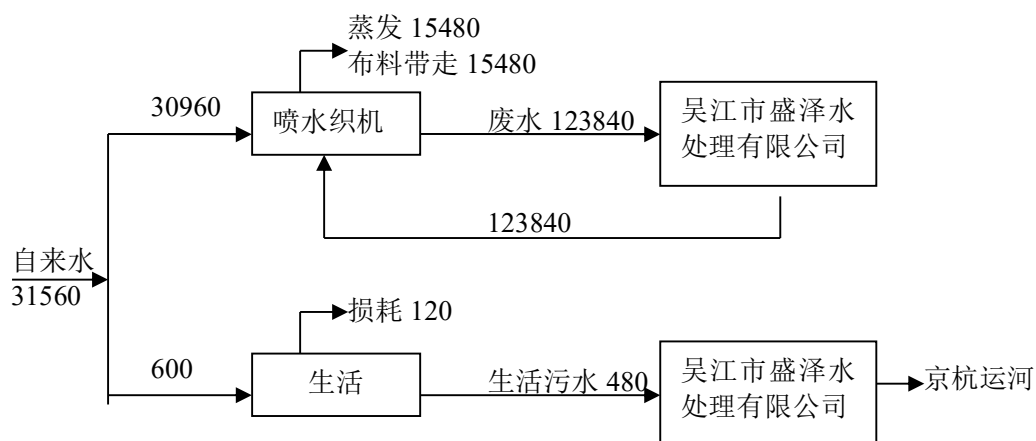 蒸发 15480
布料带走 15480
30960
喷水织机
废水 123840
吴江市盛泽水
处理有限公司
123840
自来水
31560
损耗 120
600
生活
生活污水 480
吴江市盛泽水
处理有限公司
京杭运河